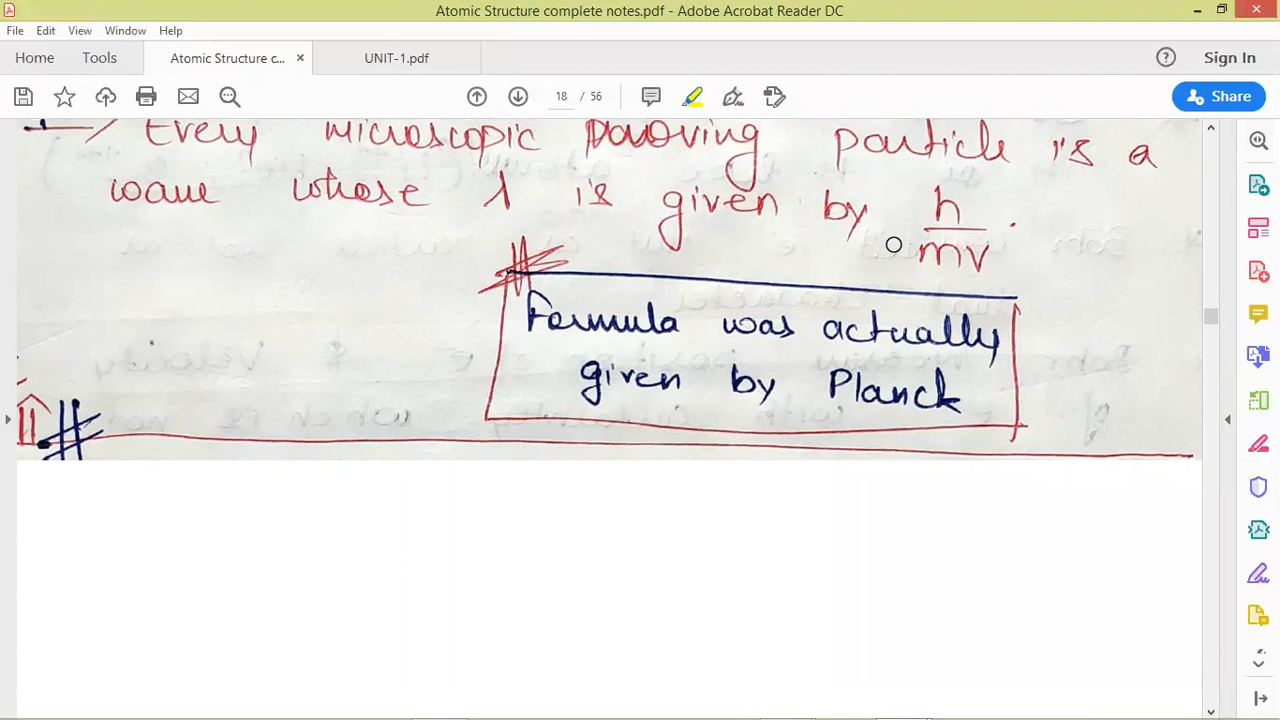 Atomic Structure complete notes.pdf - Adobe Acrobat Reader DC
File Edit View Window Help
Home Tools Atomic Structure c... × UNIT-1.pdf Sign In
18 / 56 Share
Every microscopic moving particle is a
wave whose λ is given by h/mv.
Formula was actually
given by Planck